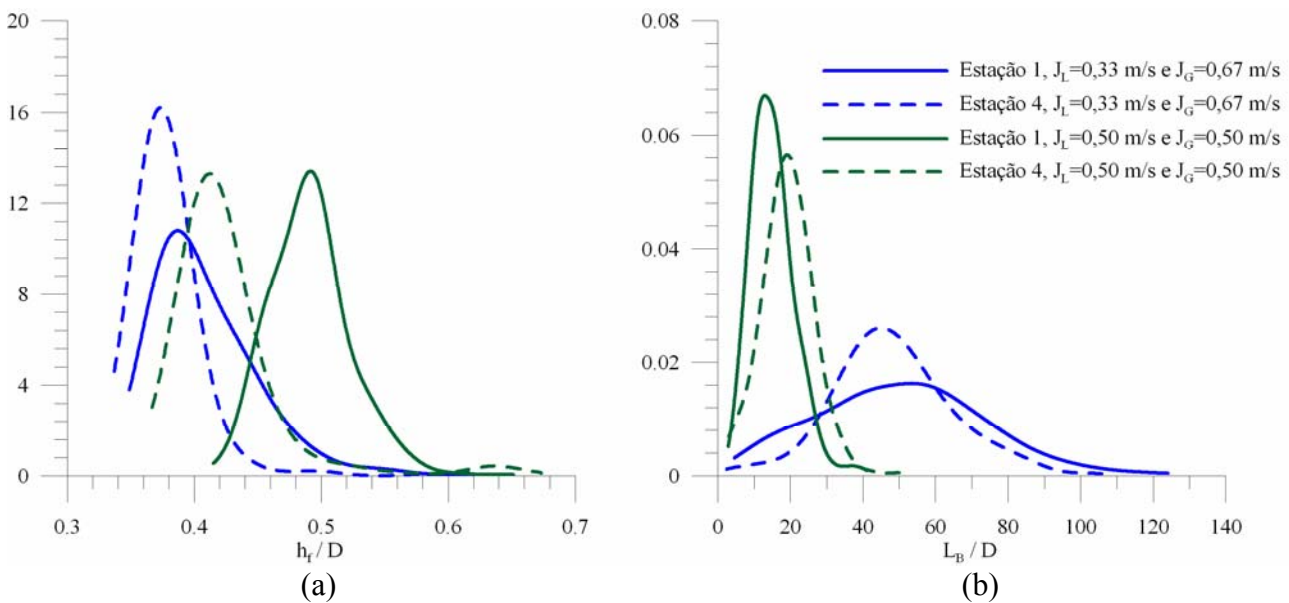 20
16
12
8
4
0
0.3 0.4 0.5 0.6 0.7
h_f / D
(a)
0.08
0.06
0.04
0.02
0
0 20 40 60 80 100 120 140
L_B / D
(b)
Estação 1, J_L=0,33 m/s e J_G=0,67 m/s
Estação 4, J_L=0,33 m/s e J_G=0,67 m/s
Estação 1, J_L=0,50 m/s e J_G=0,50 m/s
Estação 4, J_L=0,50 m/s e J_G=0,50 m/s